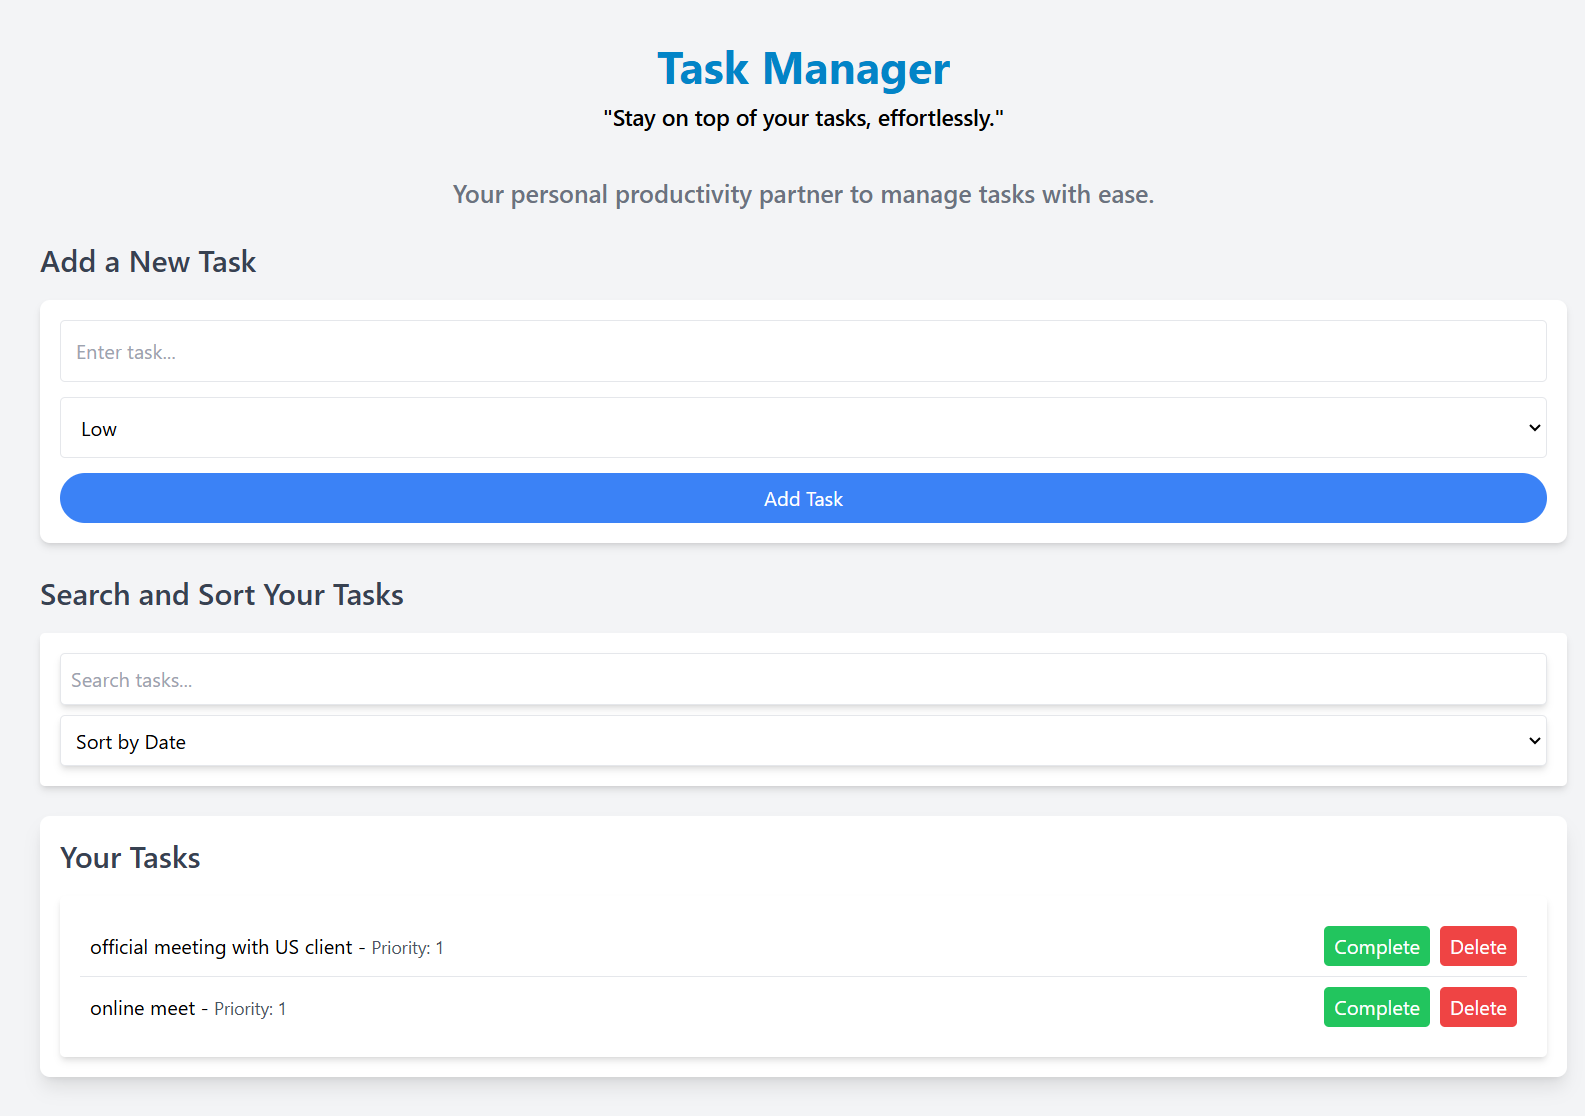 Task Manager
"Stay on top of your tasks, effortlessly."
Your personal productivity partner to manage tasks with ease.
Add a New Task
Enter task...
Low
Add Task
Search and Sort Your Tasks
Search tasks...
Sort by Date
Your Tasks
official meeting with US client - Priority: 1 Complete Delete
online meet - Priority: 1 Complete Delete